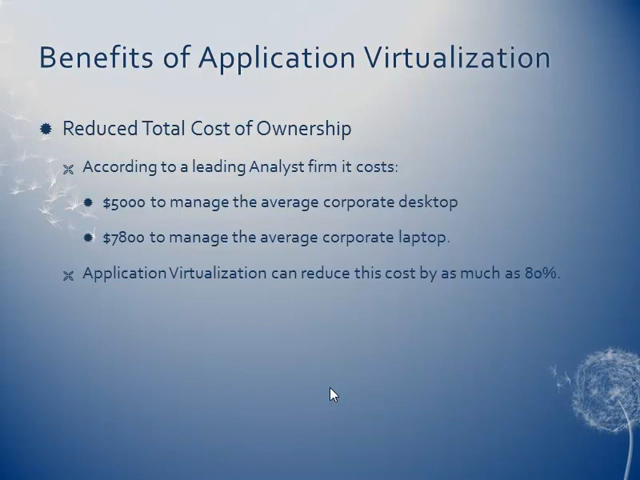 Benefits of Application Virtualization
Reduced Total Cost of Ownership
According to a leading Analyst firm it costs:
$5000 to manage the average corporate desktop
$7800 to manage the average corporate laptop.
Application Virtualization can reduce this cost by as much as 80%.